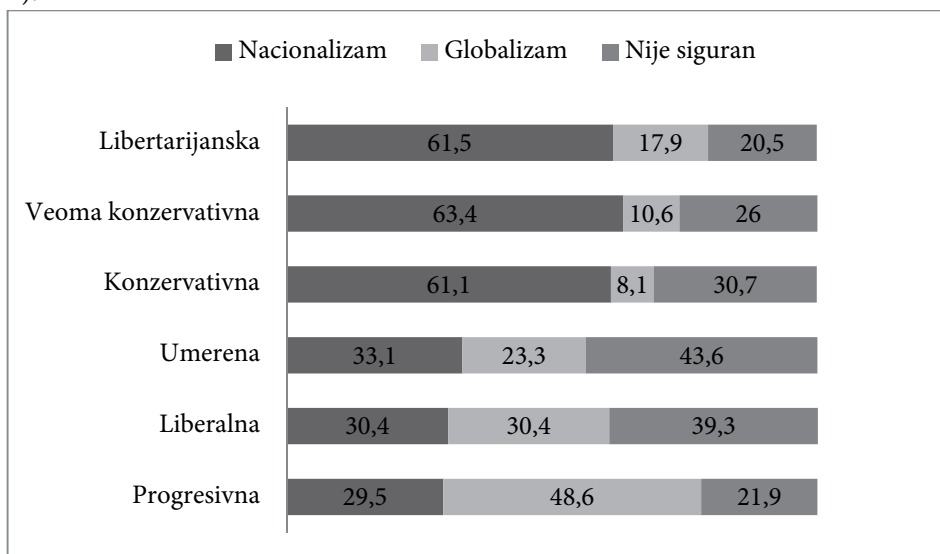 Nacionalizam Globalizam Nije siguran
Libertarijanska 61,5 17,9 20,5
Veoma konzervativna 63,4 10,6 26
Konzervativna 61,1 8,1 30,7
Umerena 33,1 23,3 43,6
Liberalna 30,4 30,4 39,3
Progresivna 29,5 48,6 21,9